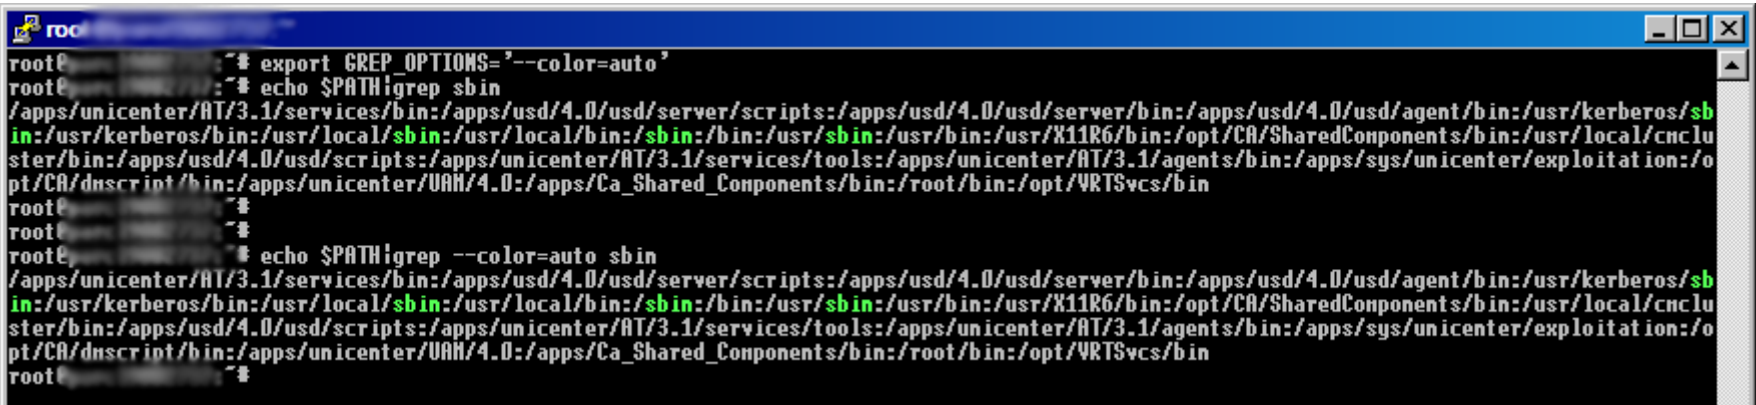 root
root@ :~# export GREP_OPTIONS='--color=auto'
root@ :~# echo $PATH|grep sbin
/apps/unicenter/AT/3.1/services/bin:/apps/usd/4.0/usd/server/scripts:/apps/usd/4.0/usd/server/bin:/apps/usd/4.0/usd/agent/bin:/usr/kerberos/sb
in:/usr/kerberos/bin:/usr/local/sbin:/usr/local/bin:/sbin:/bin:/usr/sbin:/usr/bin:/usr/X11R6/bin:/opt/CA/SharedComponents/bin:/usr/local/cmclu
ster/bin:/apps/usd/4.0/usd/scripts:/apps/unicenter/AT/3.1/services/tools:/apps/unicenter/AT/3.1/agents/bin:/apps/sys/unicenter/exploitation:/o
pt/CA/dmscript/bin:/apps/unicenter/UAM/4.0:/apps/Ca_Shared_Components/bin:/root/bin:/opt/VRTSvcs/bin
root@ :~#
root@ :~#
root@ :~# echo $PATH|grep --color=auto sbin
/apps/unicenter/AT/3.1/services/bin:/apps/usd/4.0/usd/server/scripts:/apps/usd/4.0/usd/server/bin:/apps/usd/4.0/usd/agent/bin:/usr/kerberos/sb
in:/usr/kerberos/bin:/usr/local/sbin:/usr/local/bin:/sbin:/bin:/usr/sbin:/usr/bin:/usr/X11R6/bin:/opt/CA/SharedComponents/bin:/usr/local/cmclu
ster/bin:/apps/usd/4.0/usd/scripts:/apps/unicenter/AT/3.1/services/tools:/apps/unicenter/AT/3.1/agents/bin:/apps/sys/unicenter/exploitation:/o
pt/CA/dmscript/bin:/apps/unicenter/UAM/4.0:/apps/Ca_Shared_Components/bin:/root/bin:/opt/VRTSvcs/bin
root@ :~#